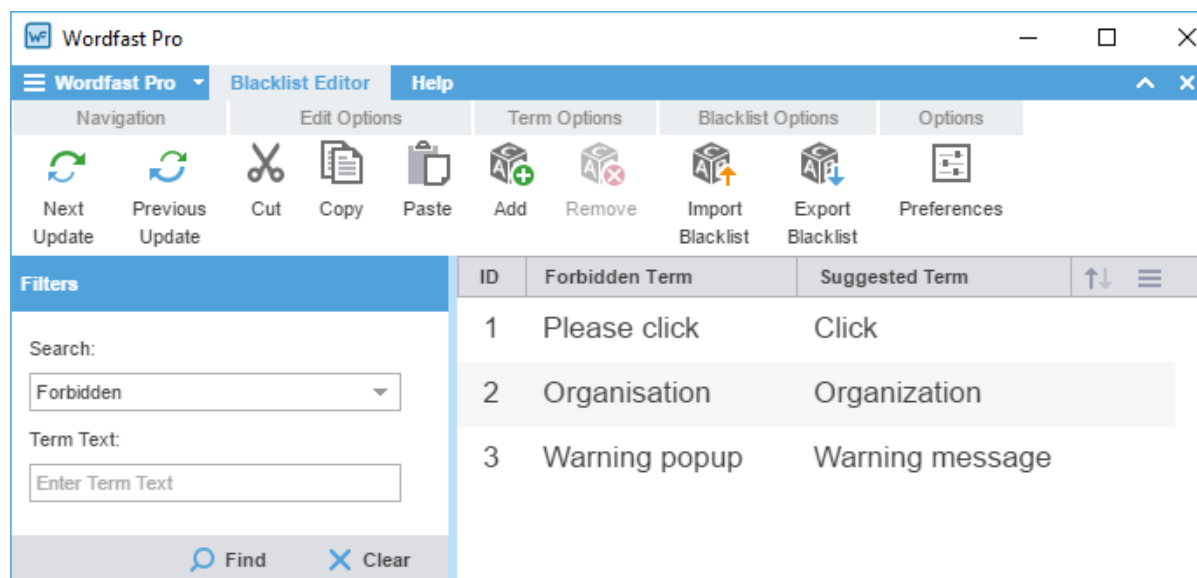 WF Wordfast Pro
Wordfast Pro Blacklist Editor Help
Navigation Edit Options Term Options Blacklist Options Options
Next Update Previous Update Cut Copy Paste Add Remove Import Blacklist Export Blacklist Preferences
Filters
Search:
Forbidden
Term Text:
Enter Term Text
Find Clear
ID Forbidden Term Suggested Term
1 Please click Click
2 Organisation Organization
3 Warning popup Warning message